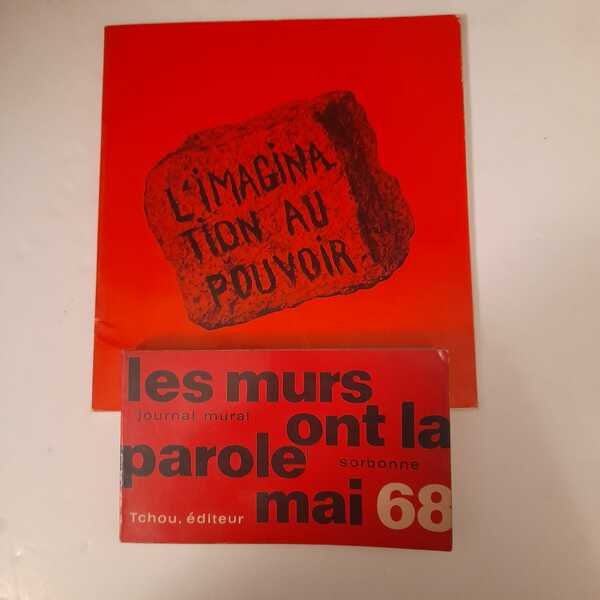 L'IMAGINA
TION AU
POUVOIR
les murs
journal mural
ont la
parole
sorbonne
mai 68
Tchou, éditeur